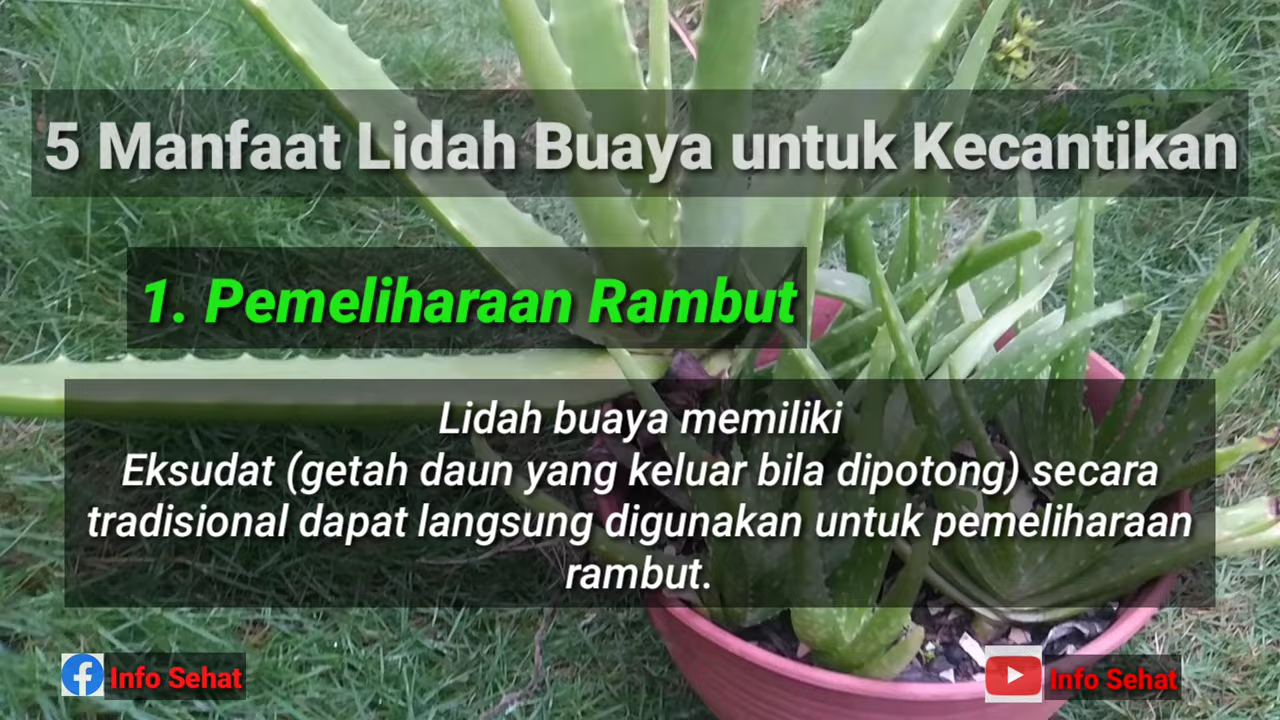 5 Manfaat Lidah Buaya untuk Kecantikan
1. Pemeliharaan Rambut
Lidah buaya memiliki
Eksudat (getah daun yang keluar bila dipotong) secara
tradisional dapat langsung digunakan untuk pemeliharaan
rambut.
Info Sehat
Info Sehat